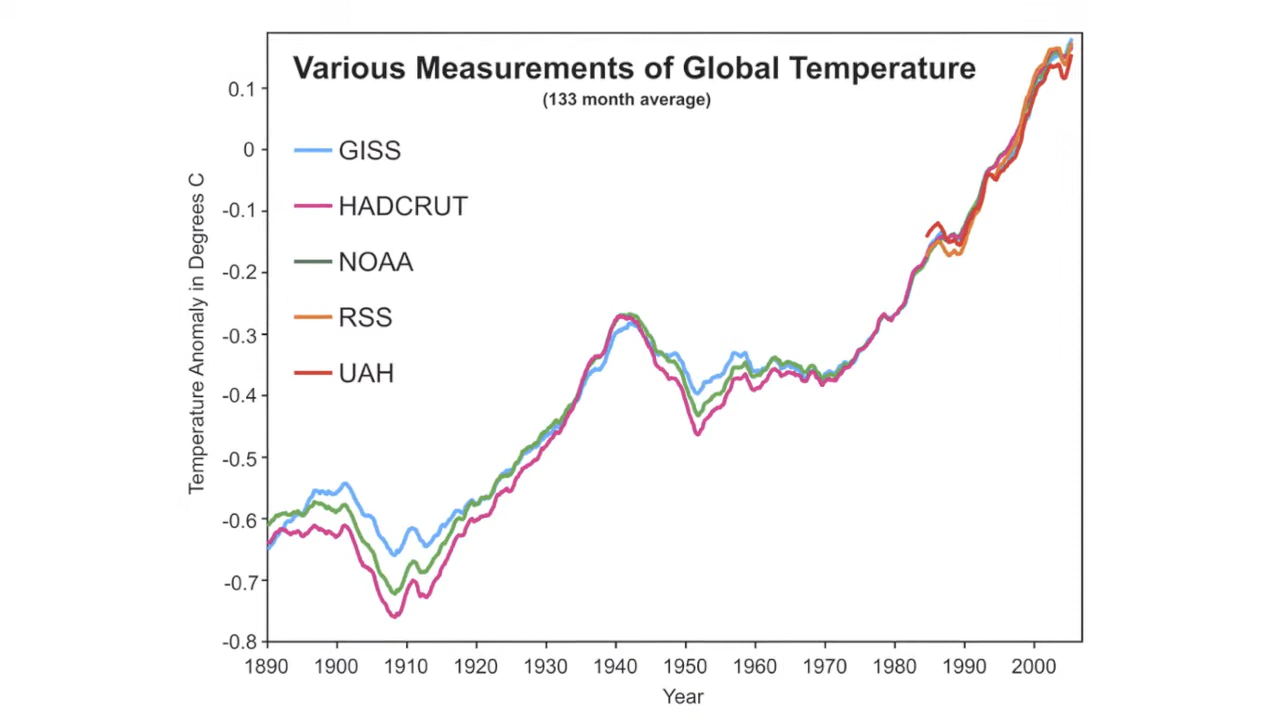 Various Measurements of Global Temperature
(133 month average)
GISS
HADCRUT
NOAA
RSS
UAH
Temperature Anomaly in Degrees C
0.1
0
-0.1
-0.2
-0.3
-0.4
-0.5
-0.6
-0.7
-0.8
1890 1900 1910 1920 1930 1940 1950 1960 1970 1980 1990 2000
Year